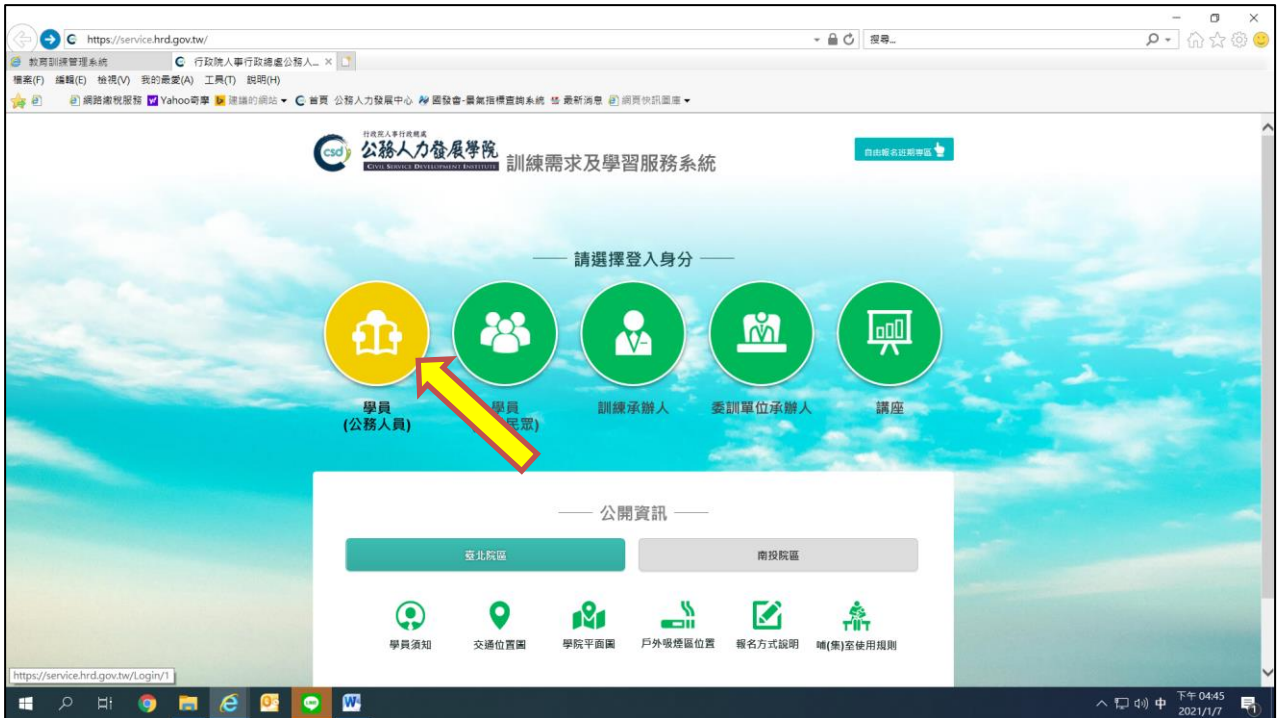 https://service.hrd.gov.tw/
搜尋...
教育訓練管理系統
行政院人事行政總處公務人...
檔案(F) 編輯(E) 檢視(V) 我的最愛(A) 工具(T) 說明(H)
網路繳稅服務 Yahoo奇摩 建議的網站 首頁 公務人力發展中心 國發會-景氣指標查詢系統 最新消息 網頁快訊圖庫
csdi
行政院人事行政總處
公務人力發展學院
CIVIL SERVICE DEVELOPMENT INSTITUTE
訓練需求及學習服務系統
自由報名班期專區
請選擇登入身分
學員
(公務人員)
學員
民眾)
訓練承辦人
委訓單位承辦人
講座
公開資訊
臺北院區
南投院區
學員須知
交通位置圖
學院平面圖
戶外吸煙區位置
報名方式說明
哺(集)室使用規則
https://service.hrd.gov.tw/Login/1
中
下午 04:45
2021/1/7